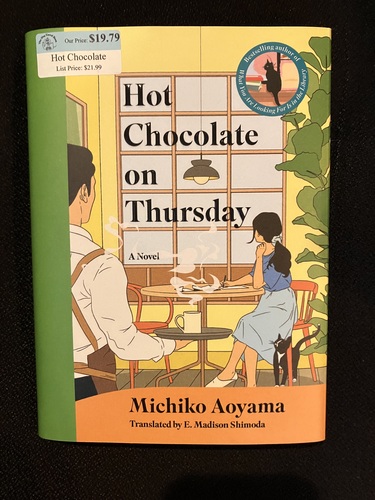 Our Price: $19.79
Hot Chocolate
List Price: $21.99
Bestselling author of
What You Are Looking For Is in the Library
Hot
Chocolate
on
Thursday
A Novel
Michiko Aoyama
Translated by E. Madison Shimoda